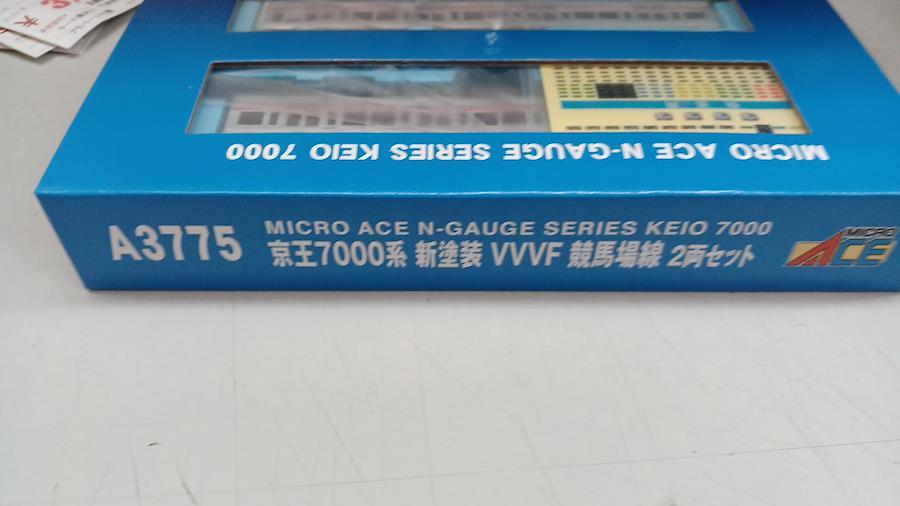 MICRO ACE N-GAUGE SERIES KEIO 7000
A3775
MICRO ACE N-GAUGE SERIES KEIO 7000
京王7000系 新塗装 VVVF 競馬場線 2両セット
MICRO
ACE